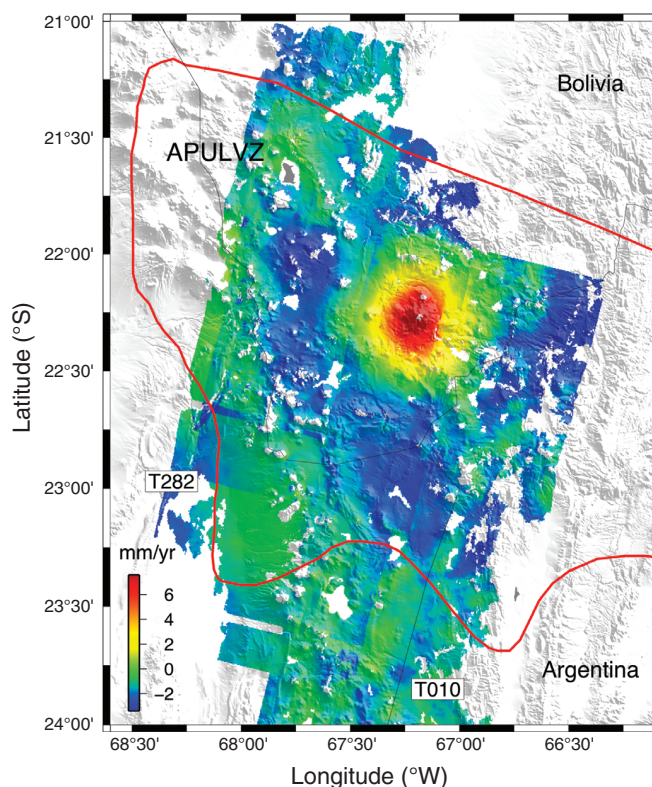 21°00'
Bolivia
21°30'
APULVZ
22°00'
Latitude (°S)
22°30'
T282
23°00'
mm/yr
6
4
2
0
−2
23°30'
T010
Argentina
24°00'
68°30' 68°00' 67°30' 67°00' 66°30'
Longitude (°W)